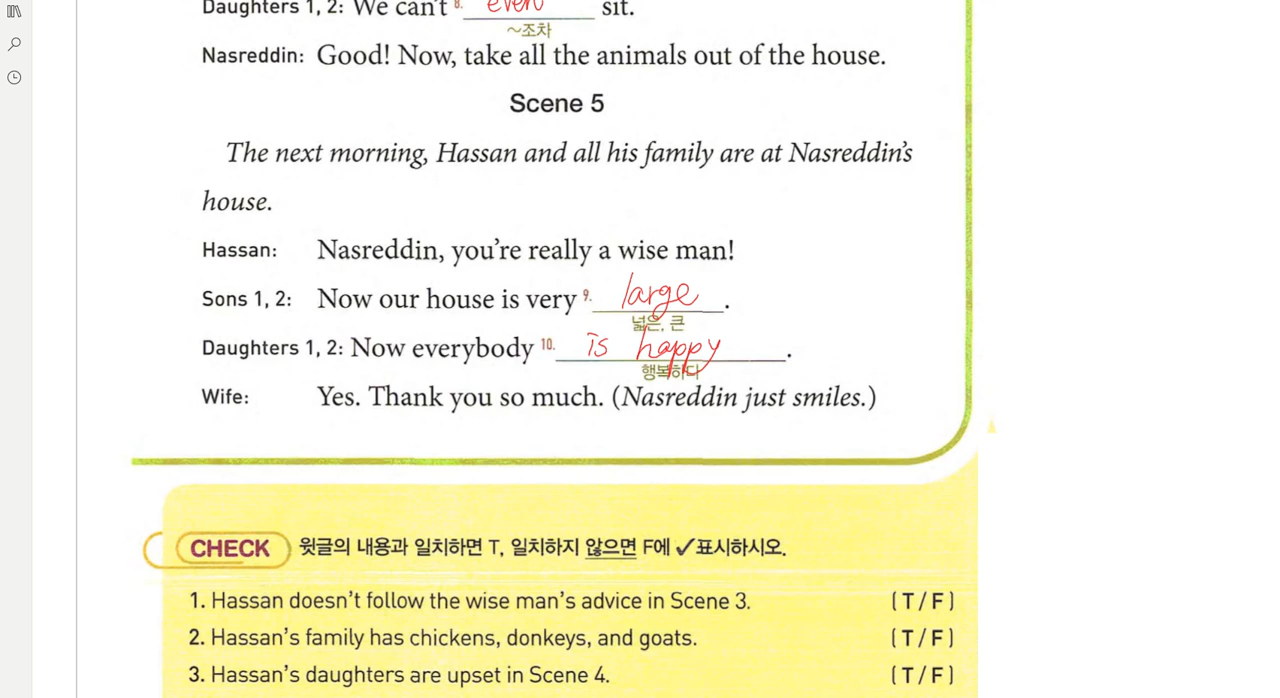 Daughters 1, 2: We can't 8. even sit.
~조차
Nasreddin: Good! Now, take all the animals out of the house.
Scene 5
The next morning, Hassan and all his family are at Nasreddin's
house.
Hassan: Nasreddin, you're really a wise man!
Sons 1, 2: Now our house is very 9. large .
넓은, 큰
Daughters 1, 2: Now everybody 10. is happy .
행복하다
Wife: Yes. Thank you so much. (Nasreddin just smiles.)
CHECK 윗글의 내용과 일치하면 T, 일치하지 않으면 F에 ✓표시하시오.
1. Hassan doesn't follow the wise man's advice in Scene 3. ( T / F )
2. Hassan's family has chickens, donkeys, and goats. ( T / F )
3. Hassan's daughters are upset in Scene 4. ( T / F )